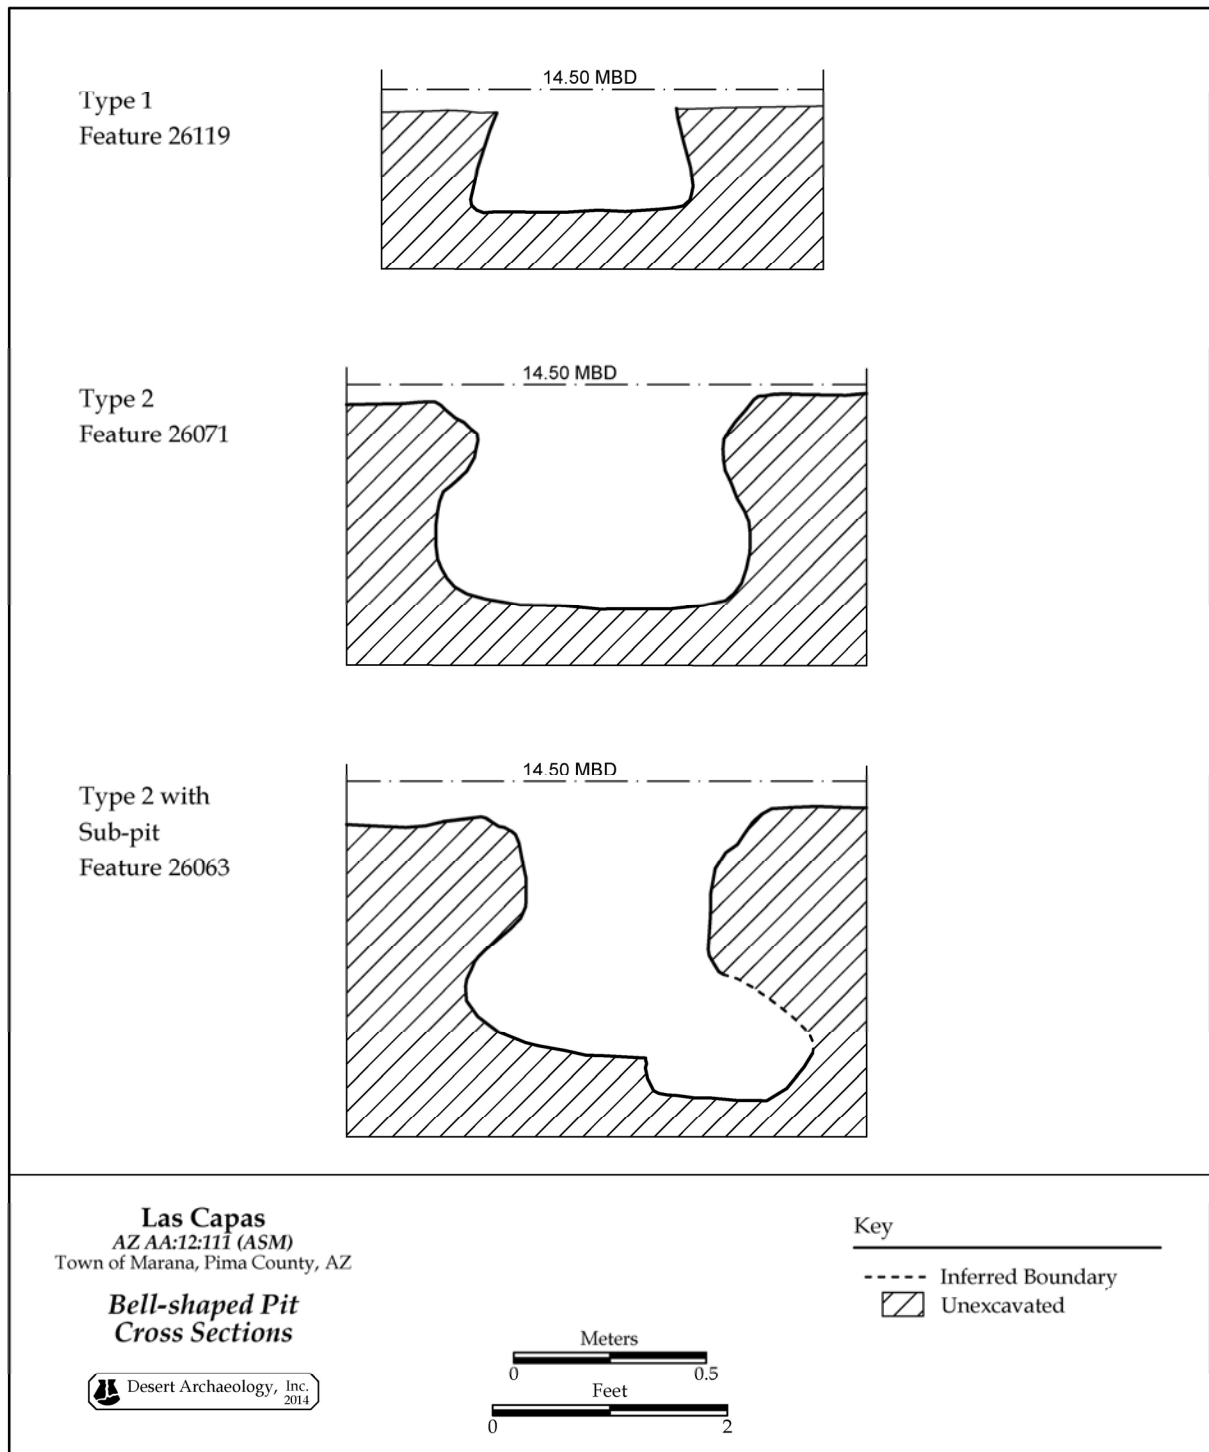 14.50 MBD
Type 1
Feature 26119
14.50 MBD
Type 2
Feature 26071
14.50 MBD
Type 2 with
Sub-pit
Feature 26063
Las Capas
AZ AA:12:111 (ASM)
Town of Marana, Pima County, AZ
Bell-shaped Pit
Cross Sections
Desert Archaeology, Inc.
2014
Meters
0 0.5
Feet
0 2
Key
Inferred Boundary
Unexcavated